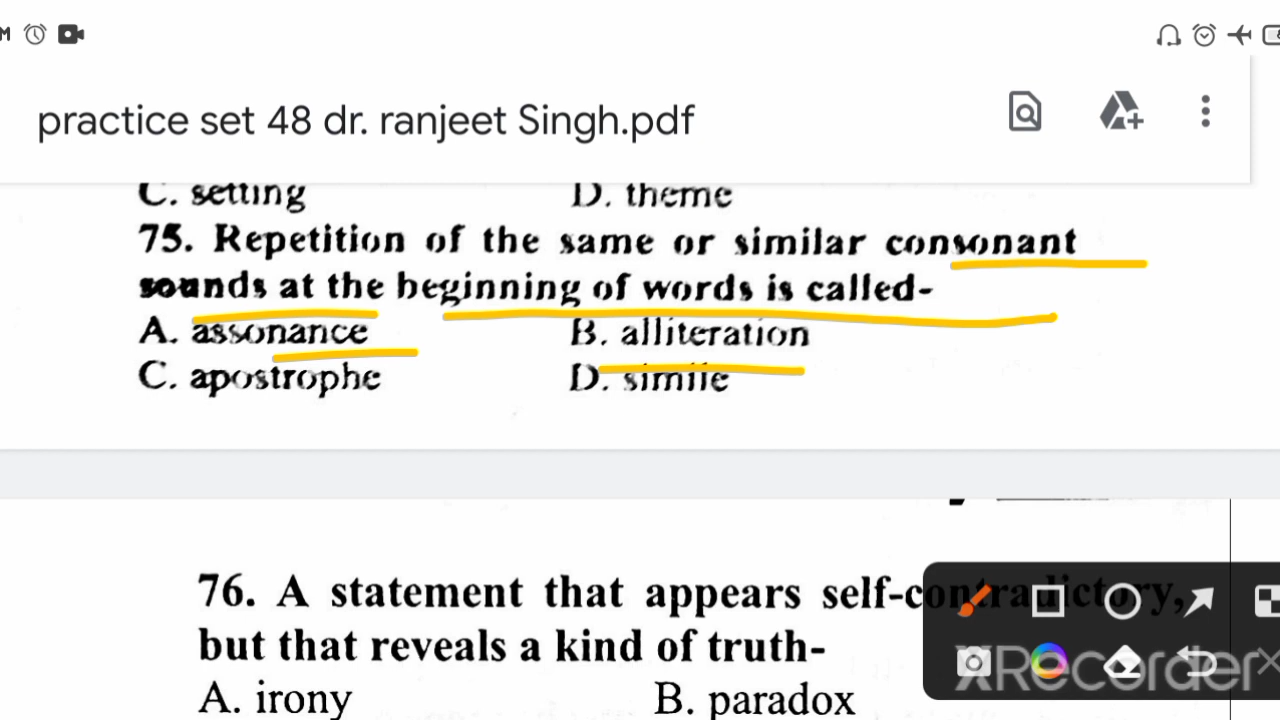 M
practice set 48 dr. ranjeet Singh.pdf
C. setting D. theme
75. Repetition of the same or similar consonant
sounds at the beginning of words is called-
A. assonance B. alliteration
C. apostrophe D. simile
76. A statement that appears self-contradictory,
but that reveals a kind of truth-
XRecorder
A. irony B. paradox